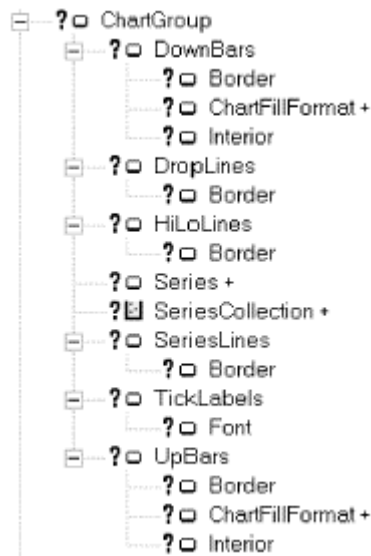 ? ChartGroup
? DownBars
? Border
? ChartFillFormat +
? Interior
? DropLines
? Border
? HiLoLines
? Border
? Series +
? SeriesCollection +
? SeriesLines
? Border
? TickLabels
? Font
? UpBars
? Border
? ChartFillFormat +
? Interior